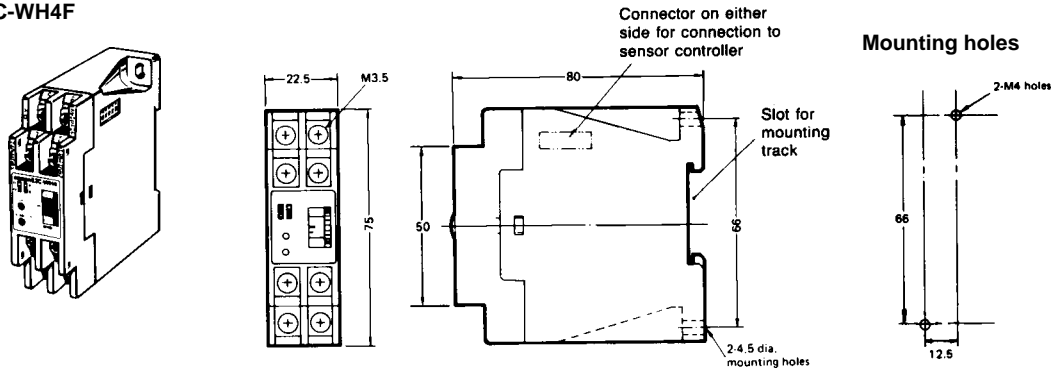 C-WH4F
Connector on either
side for connection to
sensor controller
Mounting holes
22.5
M3.5
80
2-M4 holes
Slot for
mounting
track
50
75
66
66
2-4.5 dia.
mounting holes
12.5